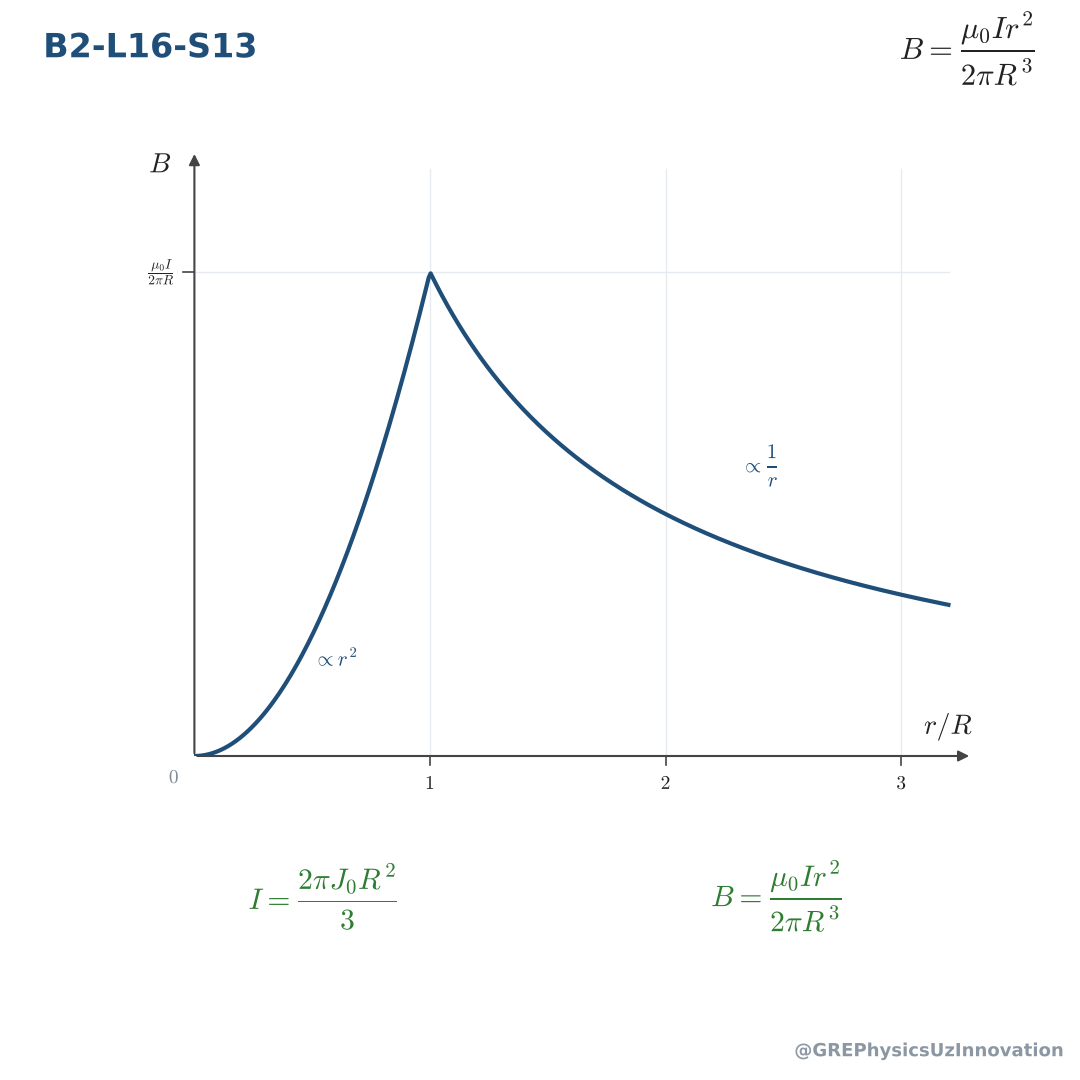 B2-L16-S13
B = μ₀Ir² / 2πR³
B
μ₀I / 2πR
∝ 1/r
∝ r²
r/R
0
1 2 3
I = 2πJ₀R² / 3
B = μ₀Ir² / 2πR³
@GREPhysicsUzInnovation